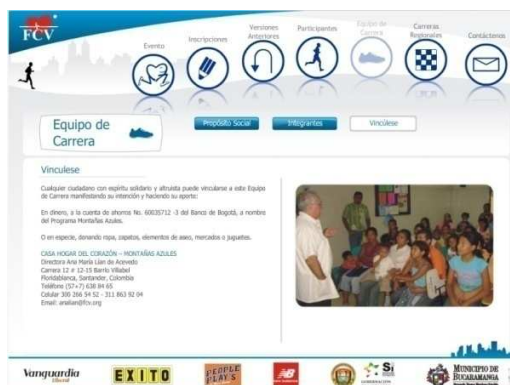 FCV
Evento
Inscripciones
Versiones
Anteriores
Participantes
Equipo de
Carrera
Carreras
Regionales
Contáctenos
Equipo de
Carrera
Propósito Social
Integrantes
Vincúlese
Vinculese
Cualquier ciudadano con espíritu solidario y altruista puede vincularse a este Equipo
de Carrera manifestando su intención y haciendo su aporte:
En dinero, a la cuenta de ahorros No. 60035712 -3 del Banco de Bogotá, a nombre
del Programa Montañas Azules.
O en especie, donando ropa, zapatos, elementos de aseo, mercados o juguetes.
CASA HOGAR DEL CORAZÓN – MONTAÑAS AZULES
Directora Ana María Llan de Acevedo
Carrera 12 # 12-15 Barrio Villabel
Floridablanca, Santander, Colombia
Teléfono (57+7) 638 84 65
Celular 300 266 54 52 - 311 863 92 04
Email: analian@fcv.org
Vanguardia
Liberal
EXITO
PEOPLE
PLAY'S
Si
MUNICIPIO DE
BUCARAMANGA